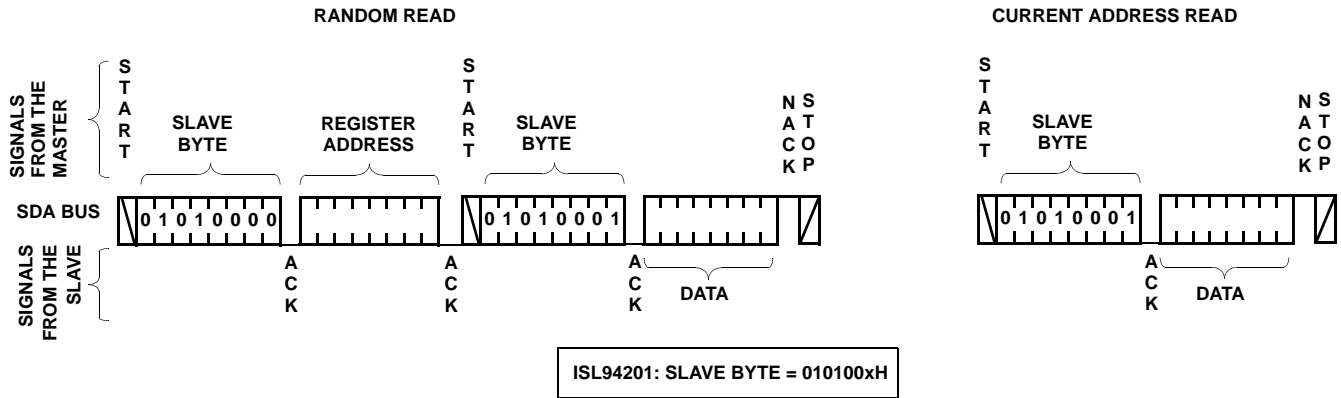 RANDOM READ
CURRENT ADDRESS READ
SIGNALS
FROM THE
MASTER
START
SLAVE
BYTE
REGISTER
ADDRESS
START
SLAVE
BYTE
NACK
STOP
START
SLAVE
BYTE
NACK
STOP
SDA BUS
0 1 0 1 0 0 0 0
0 1 0 1 0 0 0 1
0 1 0 1 0 0 0 1
SIGNALS
FROM THE
SLAVE
ACK
ACK
ACK
DATA
ACK
DATA
ISL94201: SLAVE BYTE = 010100xH